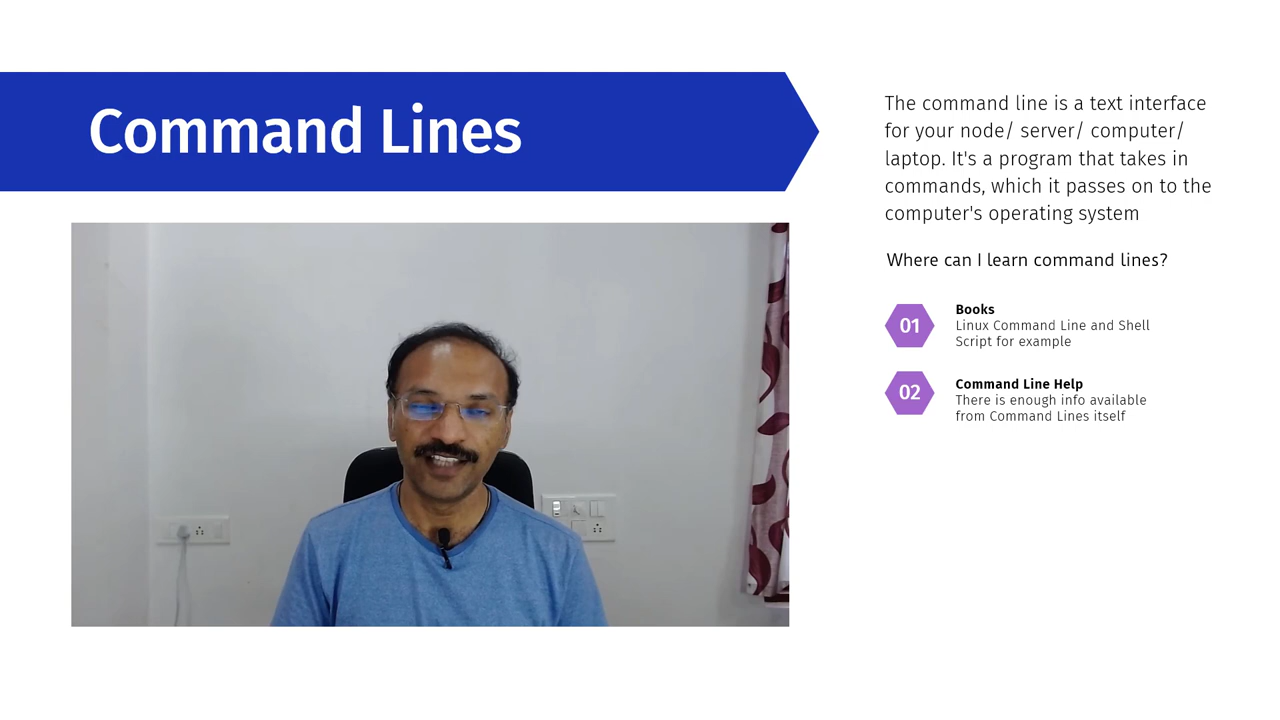 Command Lines
The command line is a text interface
for your node/ server/ computer/
laptop. It's a program that takes in
commands, which it passes on to the
computer's operating system
Where can I learn command lines?
01
Books
Linux Command Line and Shell
Script for example
02
Command Line Help
There is enough info available
from Command Lines itself